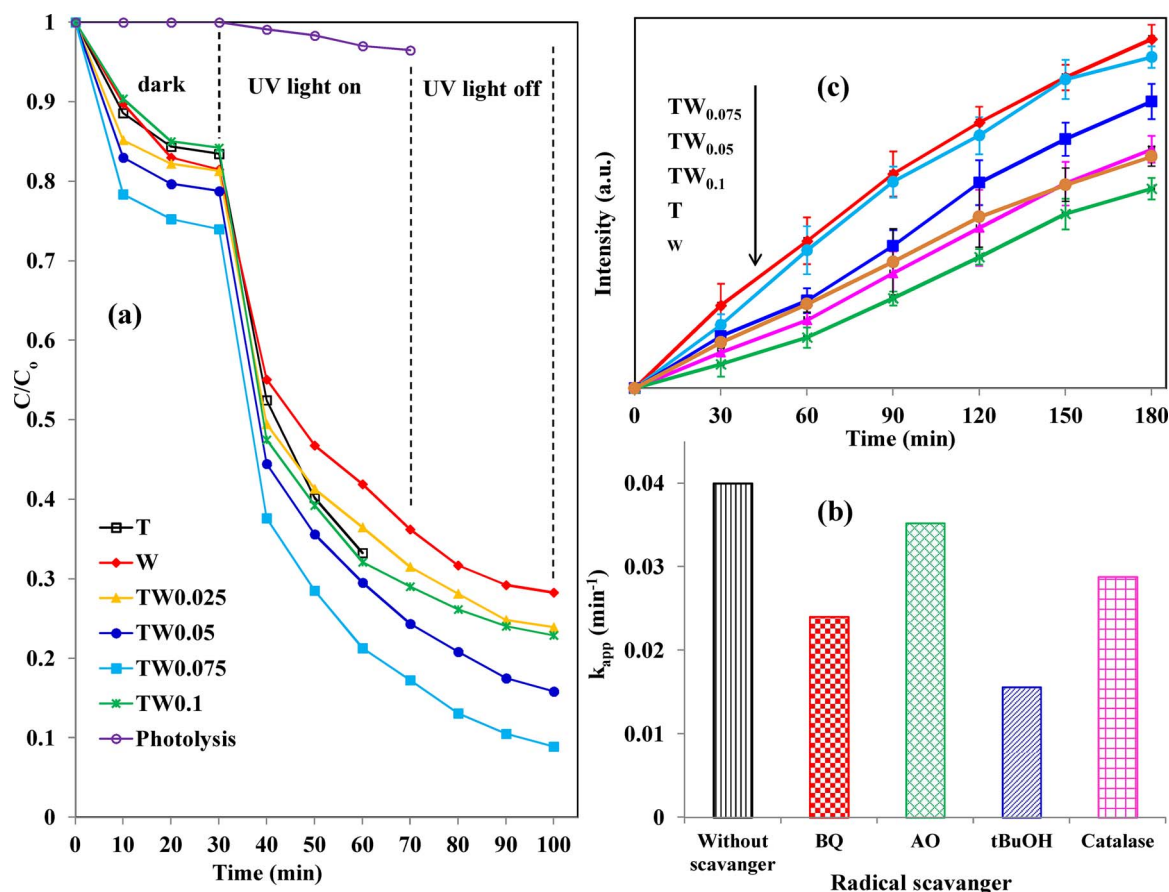 1
0.9
0.8
0.7
0.6
0.5
0.4
0.3
0.2
0.1
0
C/Co
dark
UV light on
UV light off
(a)
T
W
TW0.025
TW0.05
TW0.075
TW0.1
Photolysis
0 10 20 30 40 50 60 70 80 90 100
Time (min)
(c)
TW0.075
TW0.05
TW0.1
T
W
Intensity (a.u.)
0 30 60 90 120 150 180
Time (min)
(b)
0.04
0.03
0.02
0.01
0
kapp (min-1)
Without scavanger
BQ
AO
tBuOH
Catalase
Radical scavanger